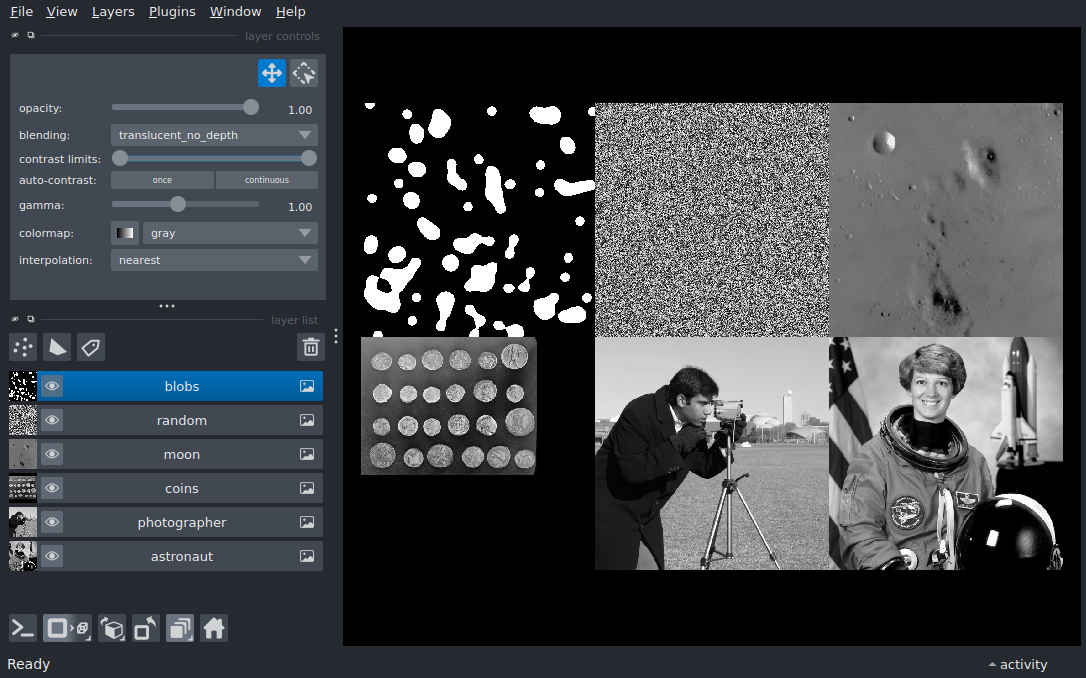 File View Layers Plugins Window Help
layer controls
opacity: 1.00
blending: translucent_no_depth
contrast limits:
auto-contrast: once continuous
gamma: 1.00
colormap: gray
interpolation: nearest
layer list
blobs
random
moon
coins
photographer
astronaut
Ready activity